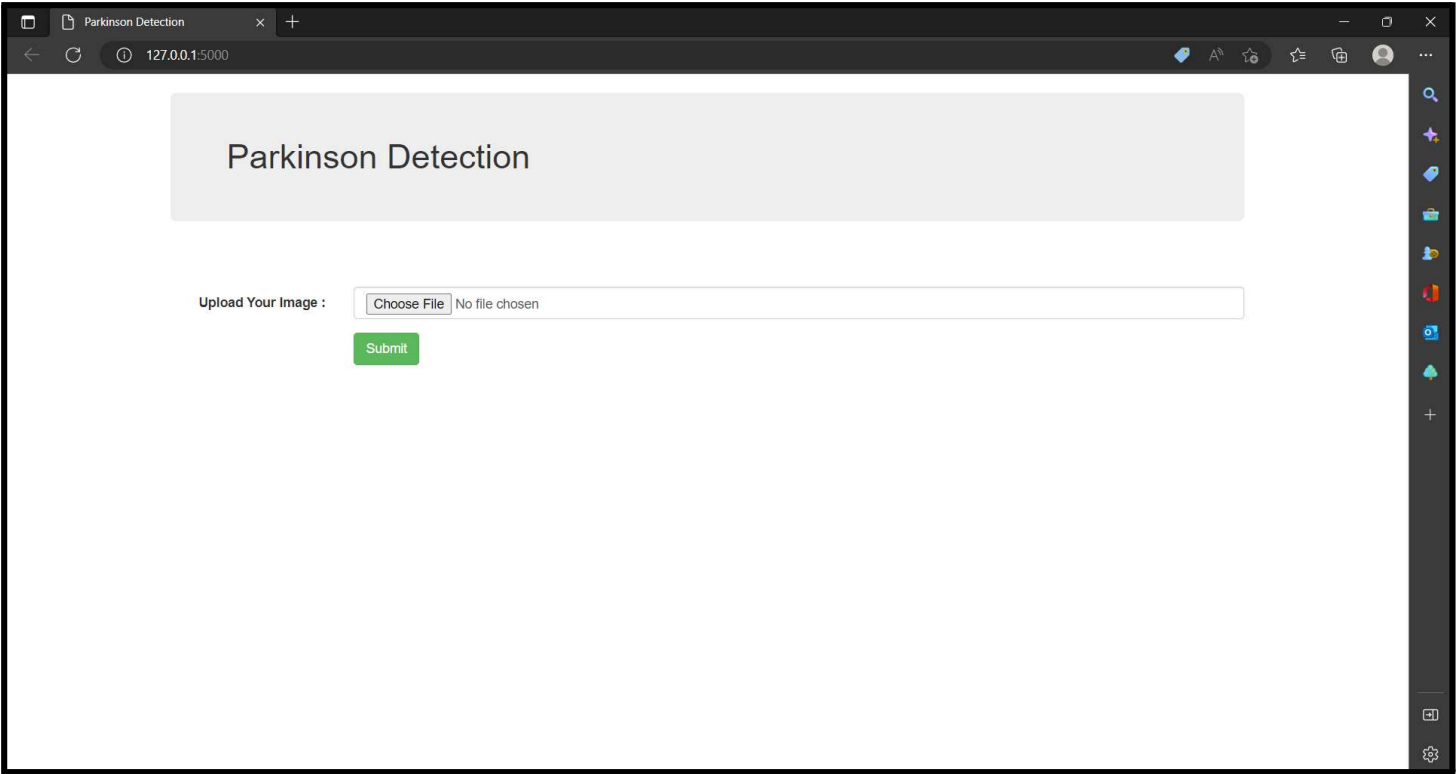 Parkinson Detection
127.0.0.1:5000
Parkinson Detection
Upload Your Image :
Choose File No file chosen
Submit